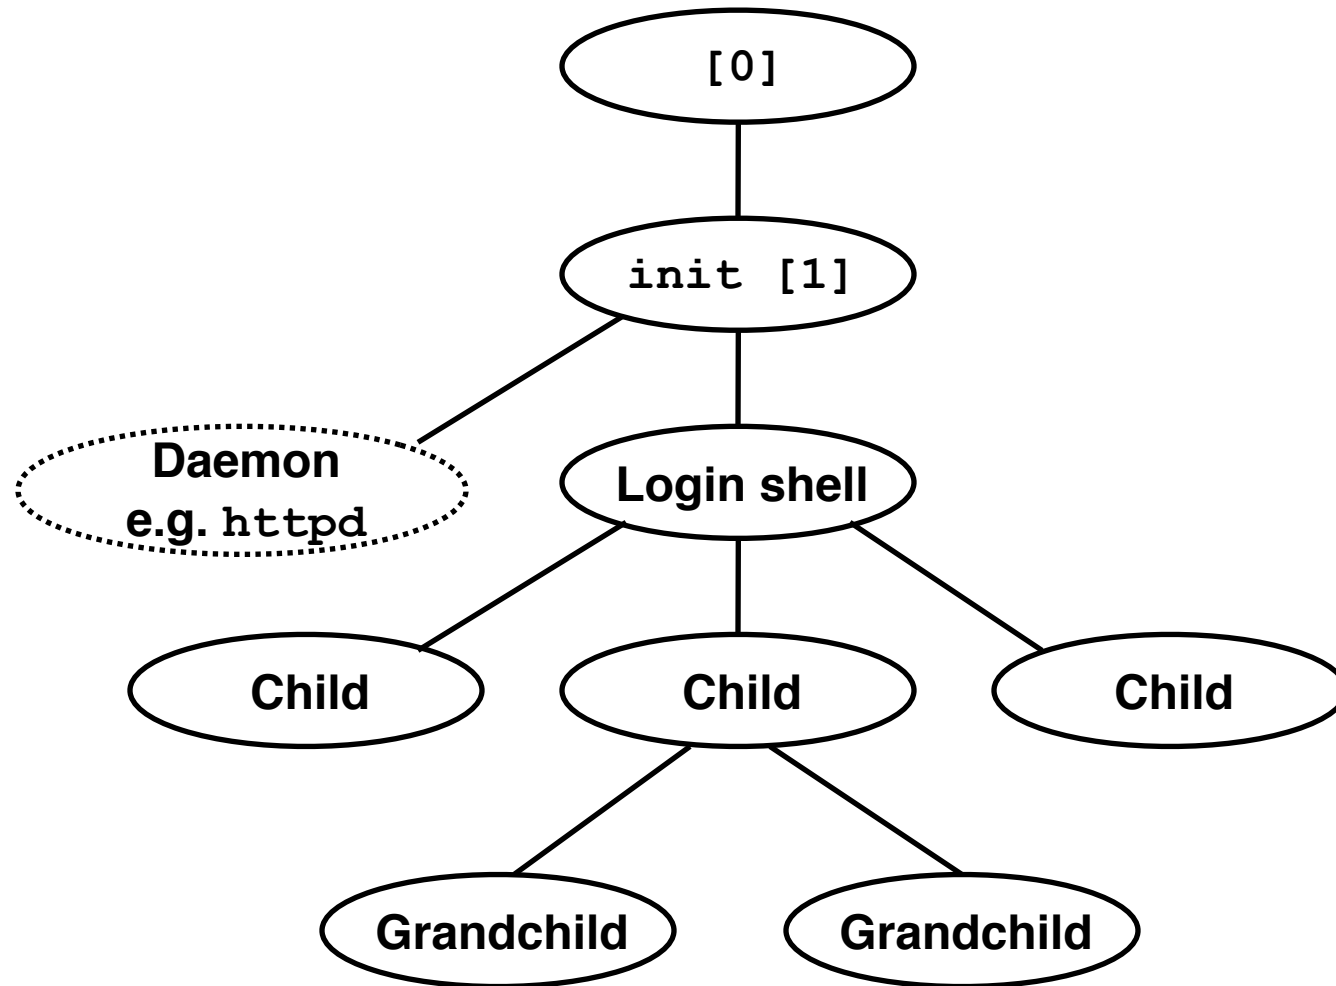 [0]
init [1]
Daemon
e.g. httpd
Login shell
Child
Child
Child
Grandchild
Grandchild